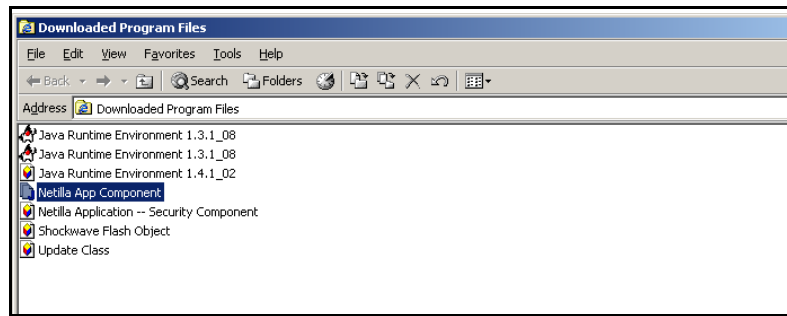 Downloaded Program Files
File Edit View Favorites Tools Help
Back Search Folders
Address Downloaded Program Files
Java Runtime Environment 1.3.1_08
Java Runtime Environment 1.3.1_08
Java Runtime Environment 1.4.1_02
Netilla App Component
Netilla Application -- Security Component
Shockwave Flash Object
Update Class